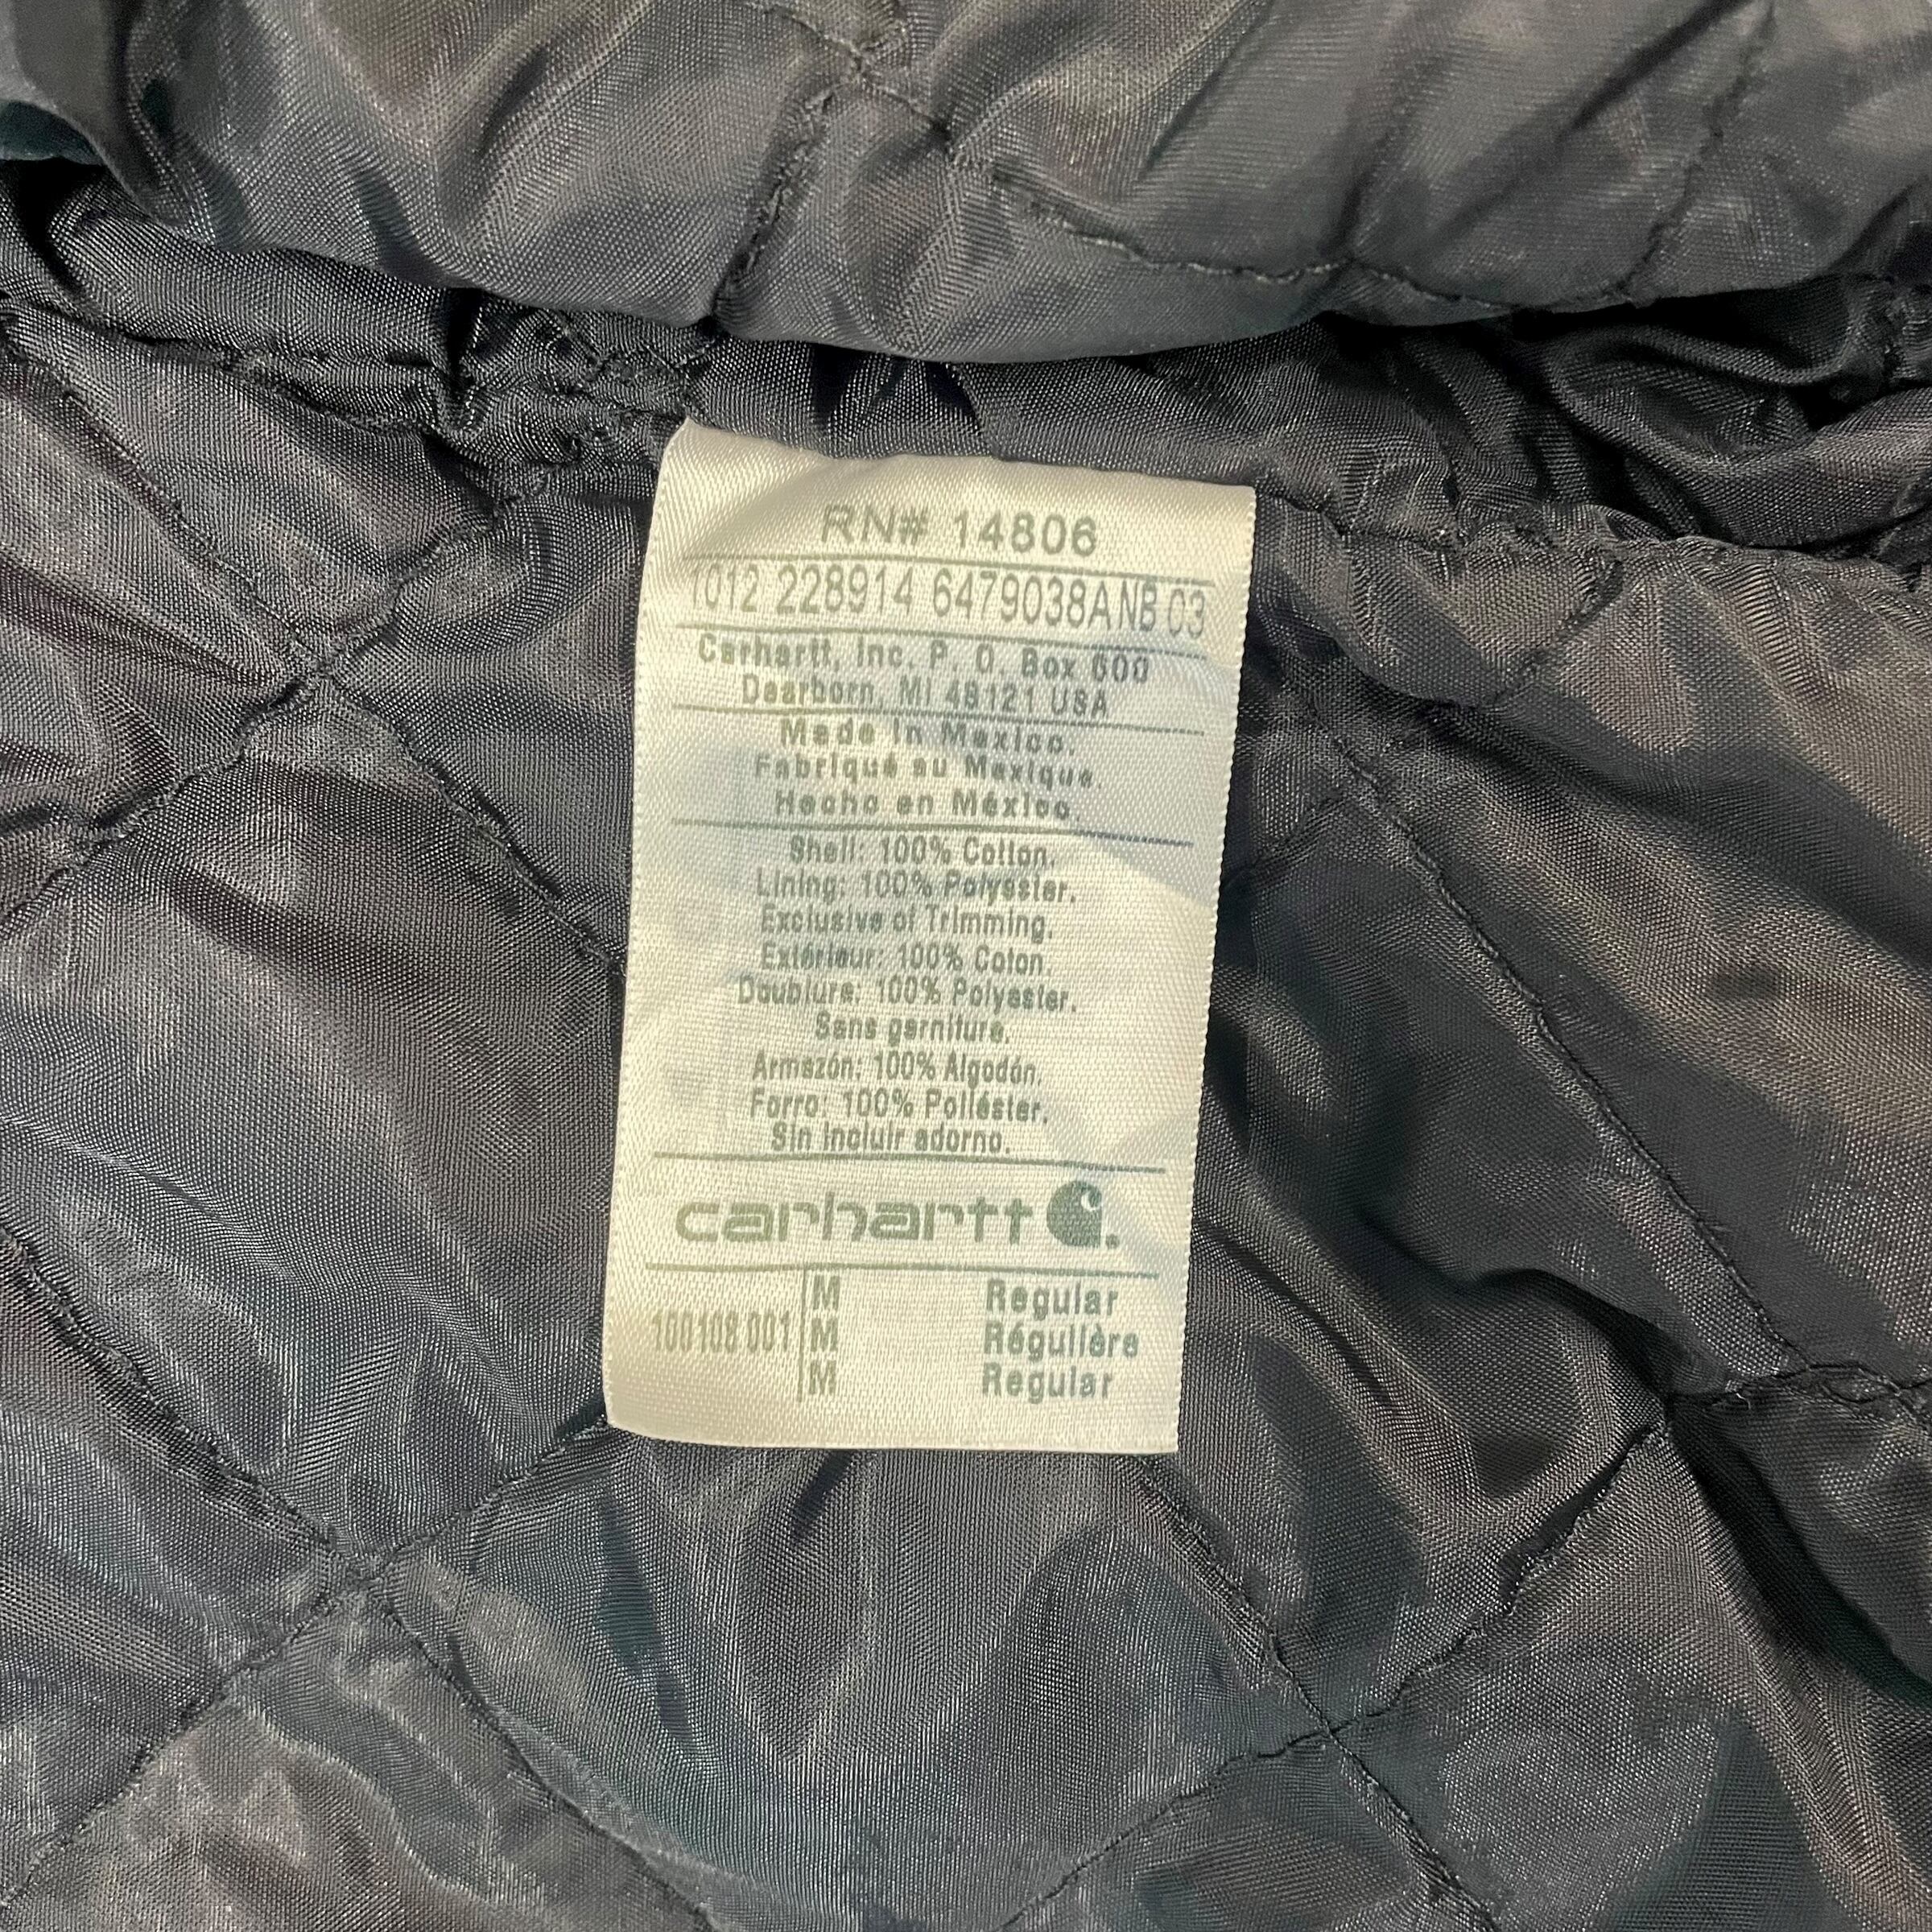 RN# 14806
1012 228914 6479038A NB 03
Carhartt, Inc. P. O. Box 600
Dearborn, MI 48121 USA
Made in Mexico.
Fabriqué au Mexique.
Hecho en México.
Shell: 100% Cotton.
Lining: 100% Polyester.
Exclusive of Trimming.
Extérieur: 100% Coton.
Doublure: 100% Polyester.
Sans garniture.
Armazón: 100% Algodón.
Forro: 100% Poliéster.
Sin incluir adorno.
carhartt
M Regular
100108 001 M Régulière
M Regular